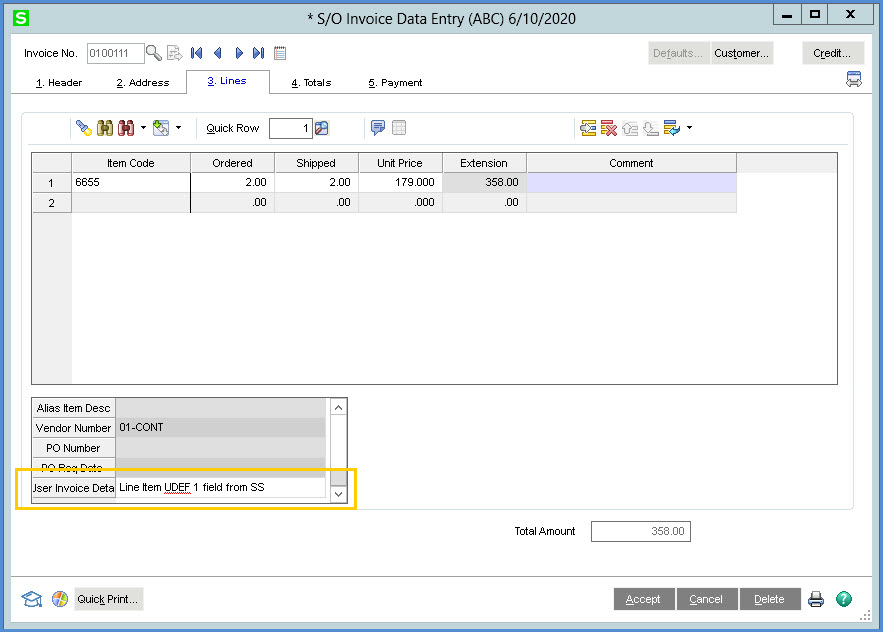 S * S/O Invoice Data Entry (ABC) 6/10/2020
Invoice No. 0100111 Defaults... Customer... Credit...
1. Header 2. Address 3. Lines 4. Totals 5. Payment
Quick Row 1
Item Code Ordered Shipped Unit Price Extension Comment
1 6655 2.00 2.00 179.000 358.00
2 .00 .00 .000 .00
Alias Item Desc
Vendor Number 01-CONT
PO Number
PO Req Date
User Invoice Deta Line Item UDEF 1 field from SS
Total Amount 358.00
Quick Print... Accept Cancel Delete ?